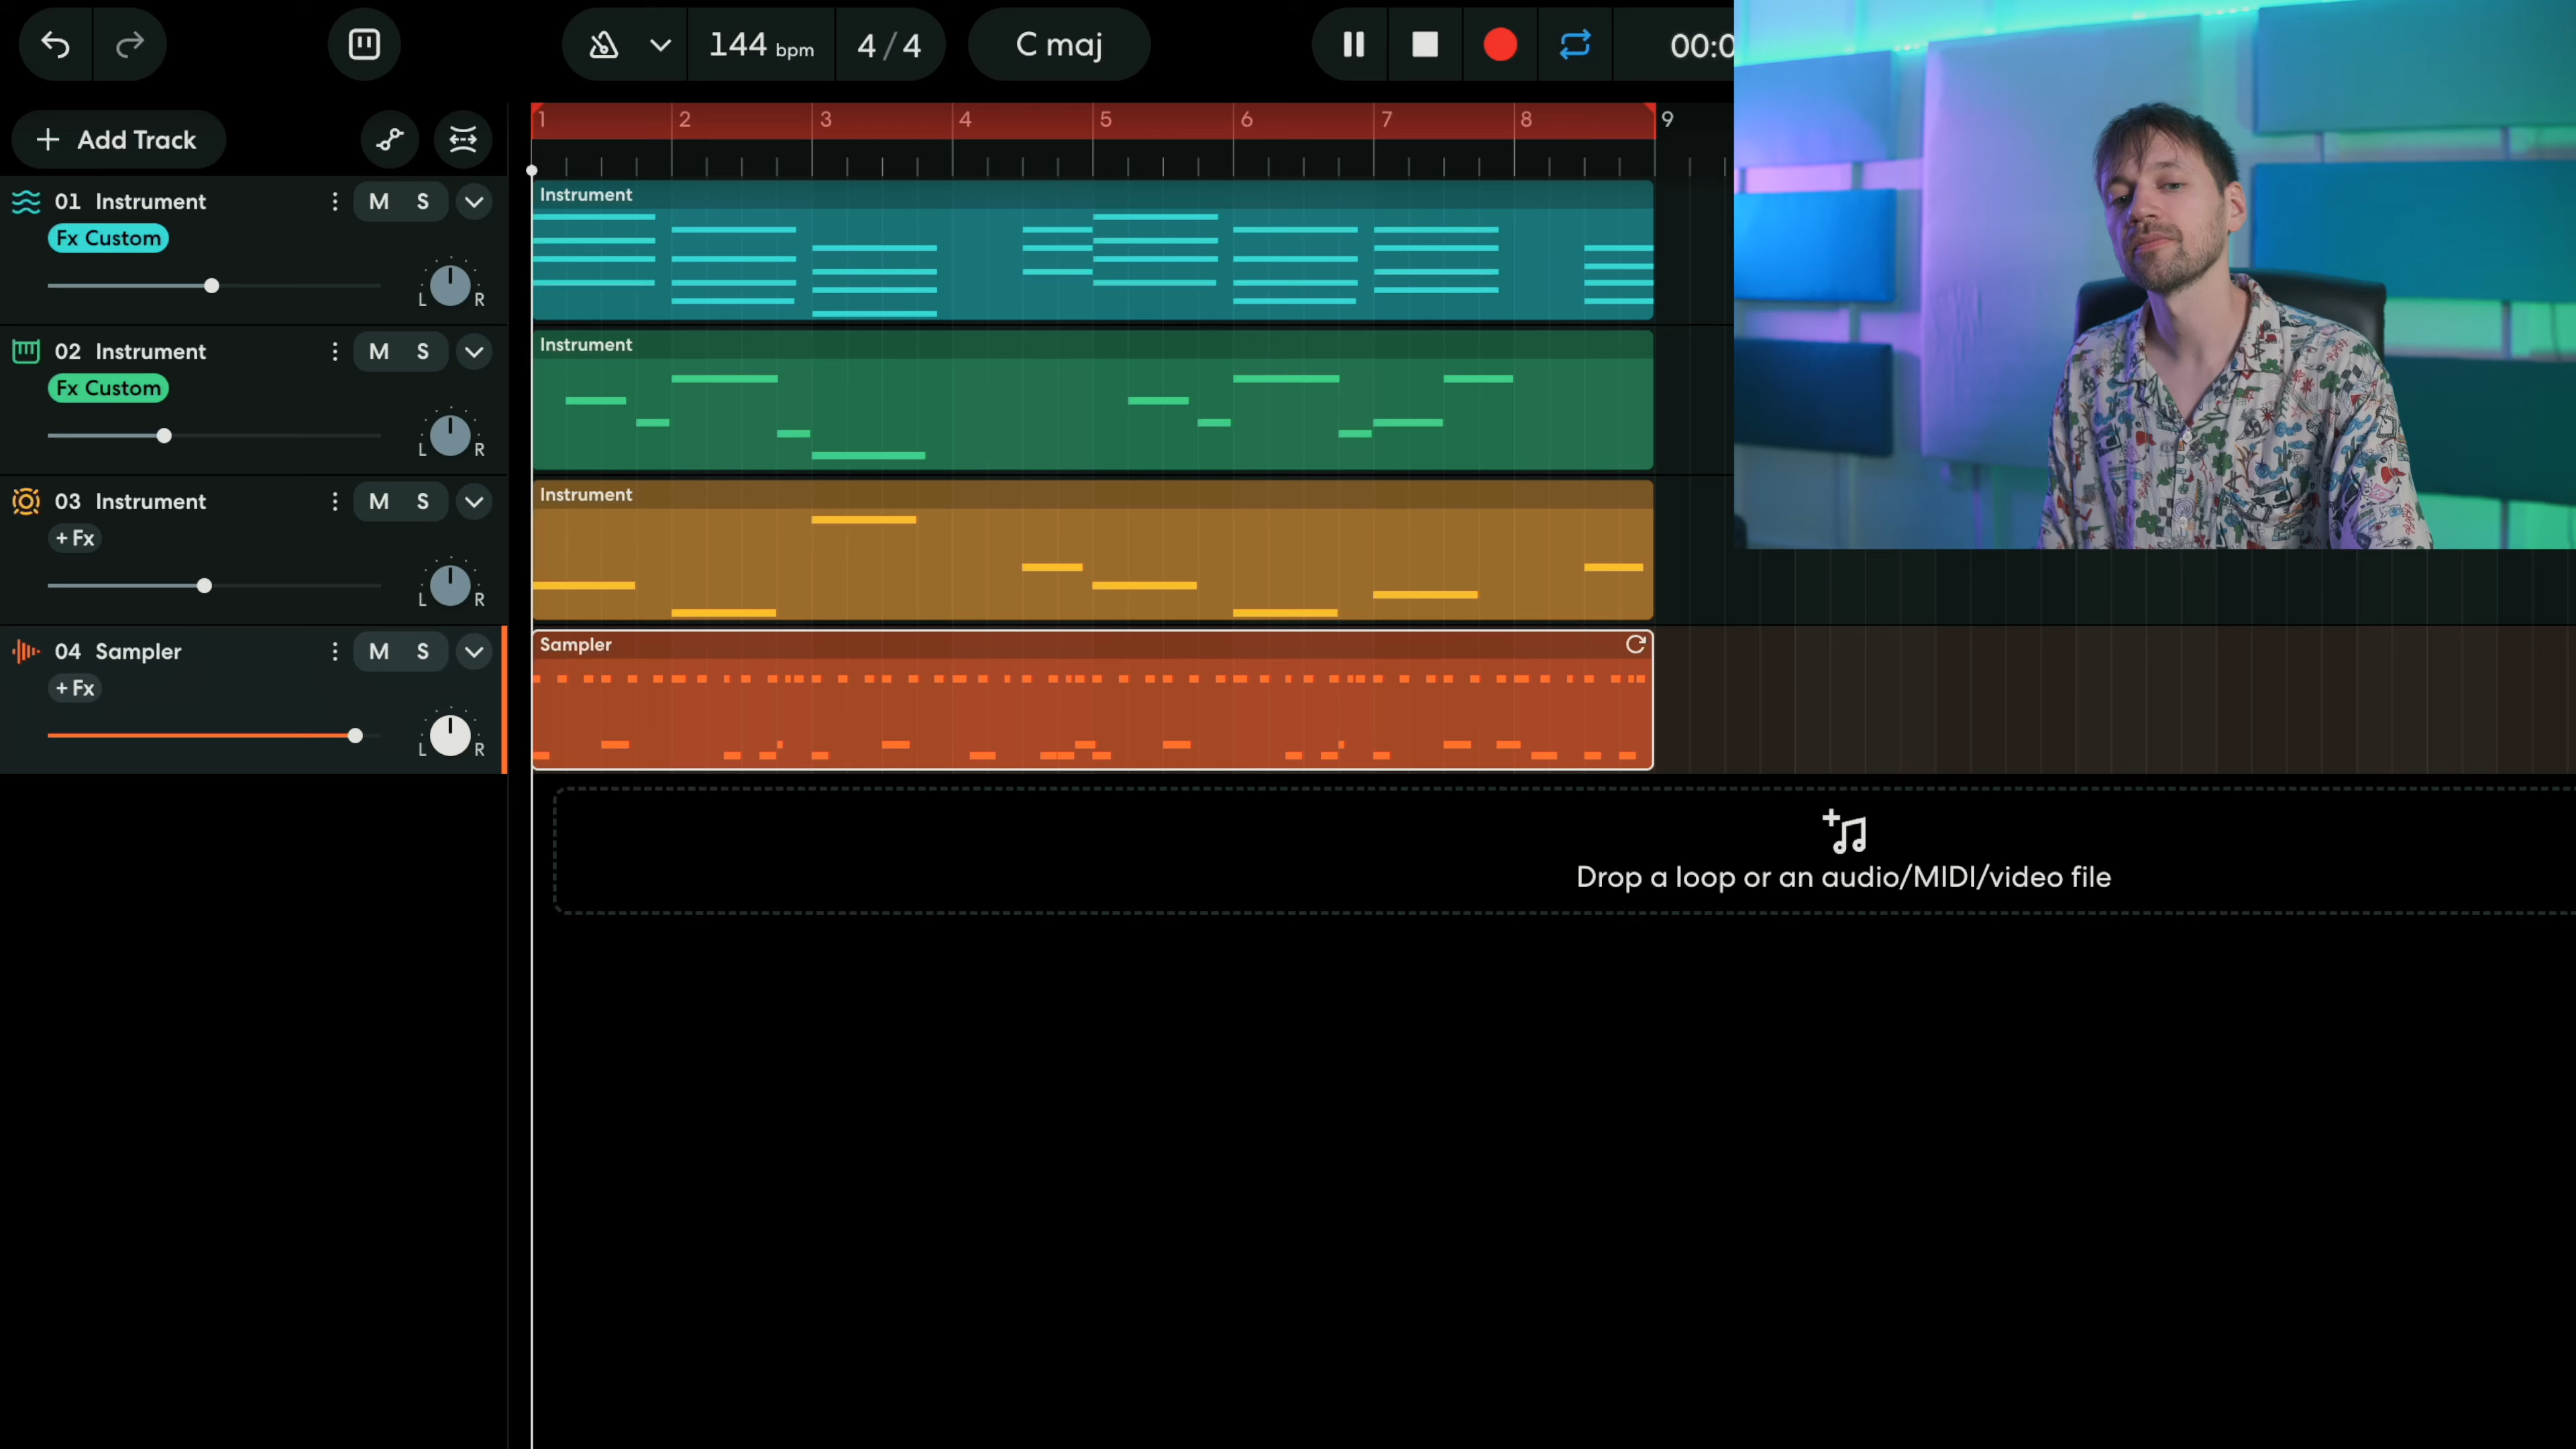 144 bpm 4/4 C maj 00:0
Add Track
1 2 3 4 5 6 7 8 9
01 Instrument M S
Fx Custom
L R
Instrument
02 Instrument M S
Fx Custom
L R
Instrument
03 Instrument M S
+ Fx
L R
Instrument
04 Sampler M S
+ Fx
L R
Sampler
Drop a loop or an audio/MIDI/video file